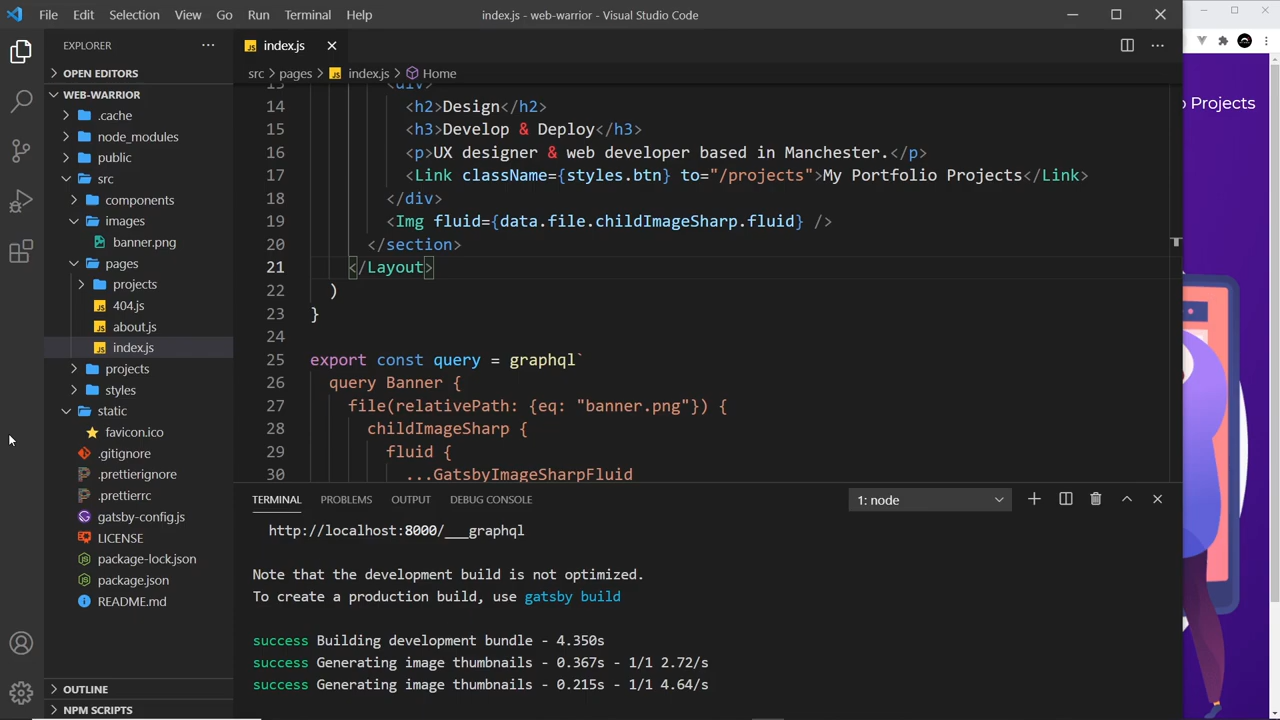 File Edit Selection View Go Run Terminal Help
index.js - web-warrior - Visual Studio Code
EXPLORER
OPEN EDITORS
WEB-WARRIOR
.cache
node_modules
public
src
components
images
banner.png
pages
projects
404.js
about.js
index.js
projects
styles
static
favicon.ico
.gitignore
.prettierignore
.prettierrc
gatsby-config.js
LICENSE
package-lock.json
package.json
README.md
OUTLINE
NPM SCRIPTS
JS index.js
src > pages > JS index.js > Home
13 <div>
14 <h2>Design</h2>
15 <h3>Develop & Deploy</h3>
16 <p>UX designer & web developer based in Manchester.</p>
17 <Link className={styles.btn} to="/projects">My Portfolio Projects</Link>
18 </div>
19 <Img fluid={data.file.childImageSharp.fluid} />
20 </section>
21 </Layout>
22 )
23 }
24
25 export const query = graphql`
26 query Banner {
27 file(relativePath: {eq: "banner.png"}) {
28 childImageSharp {
29 fluid {
30 ...GatsbyImageSharpFluid
TERMINAL PROBLEMS OUTPUT DEBUG CONSOLE
1: node
http://localhost:8000/___graphql
Note that the development build is not optimized.
To create a production build, use gatsby build
success Building development bundle - 4.350s
success Generating image thumbnails - 0.367s - 1/1 2.72/s
success Generating image thumbnails - 0.215s - 1/1 4.64/s
o Projects